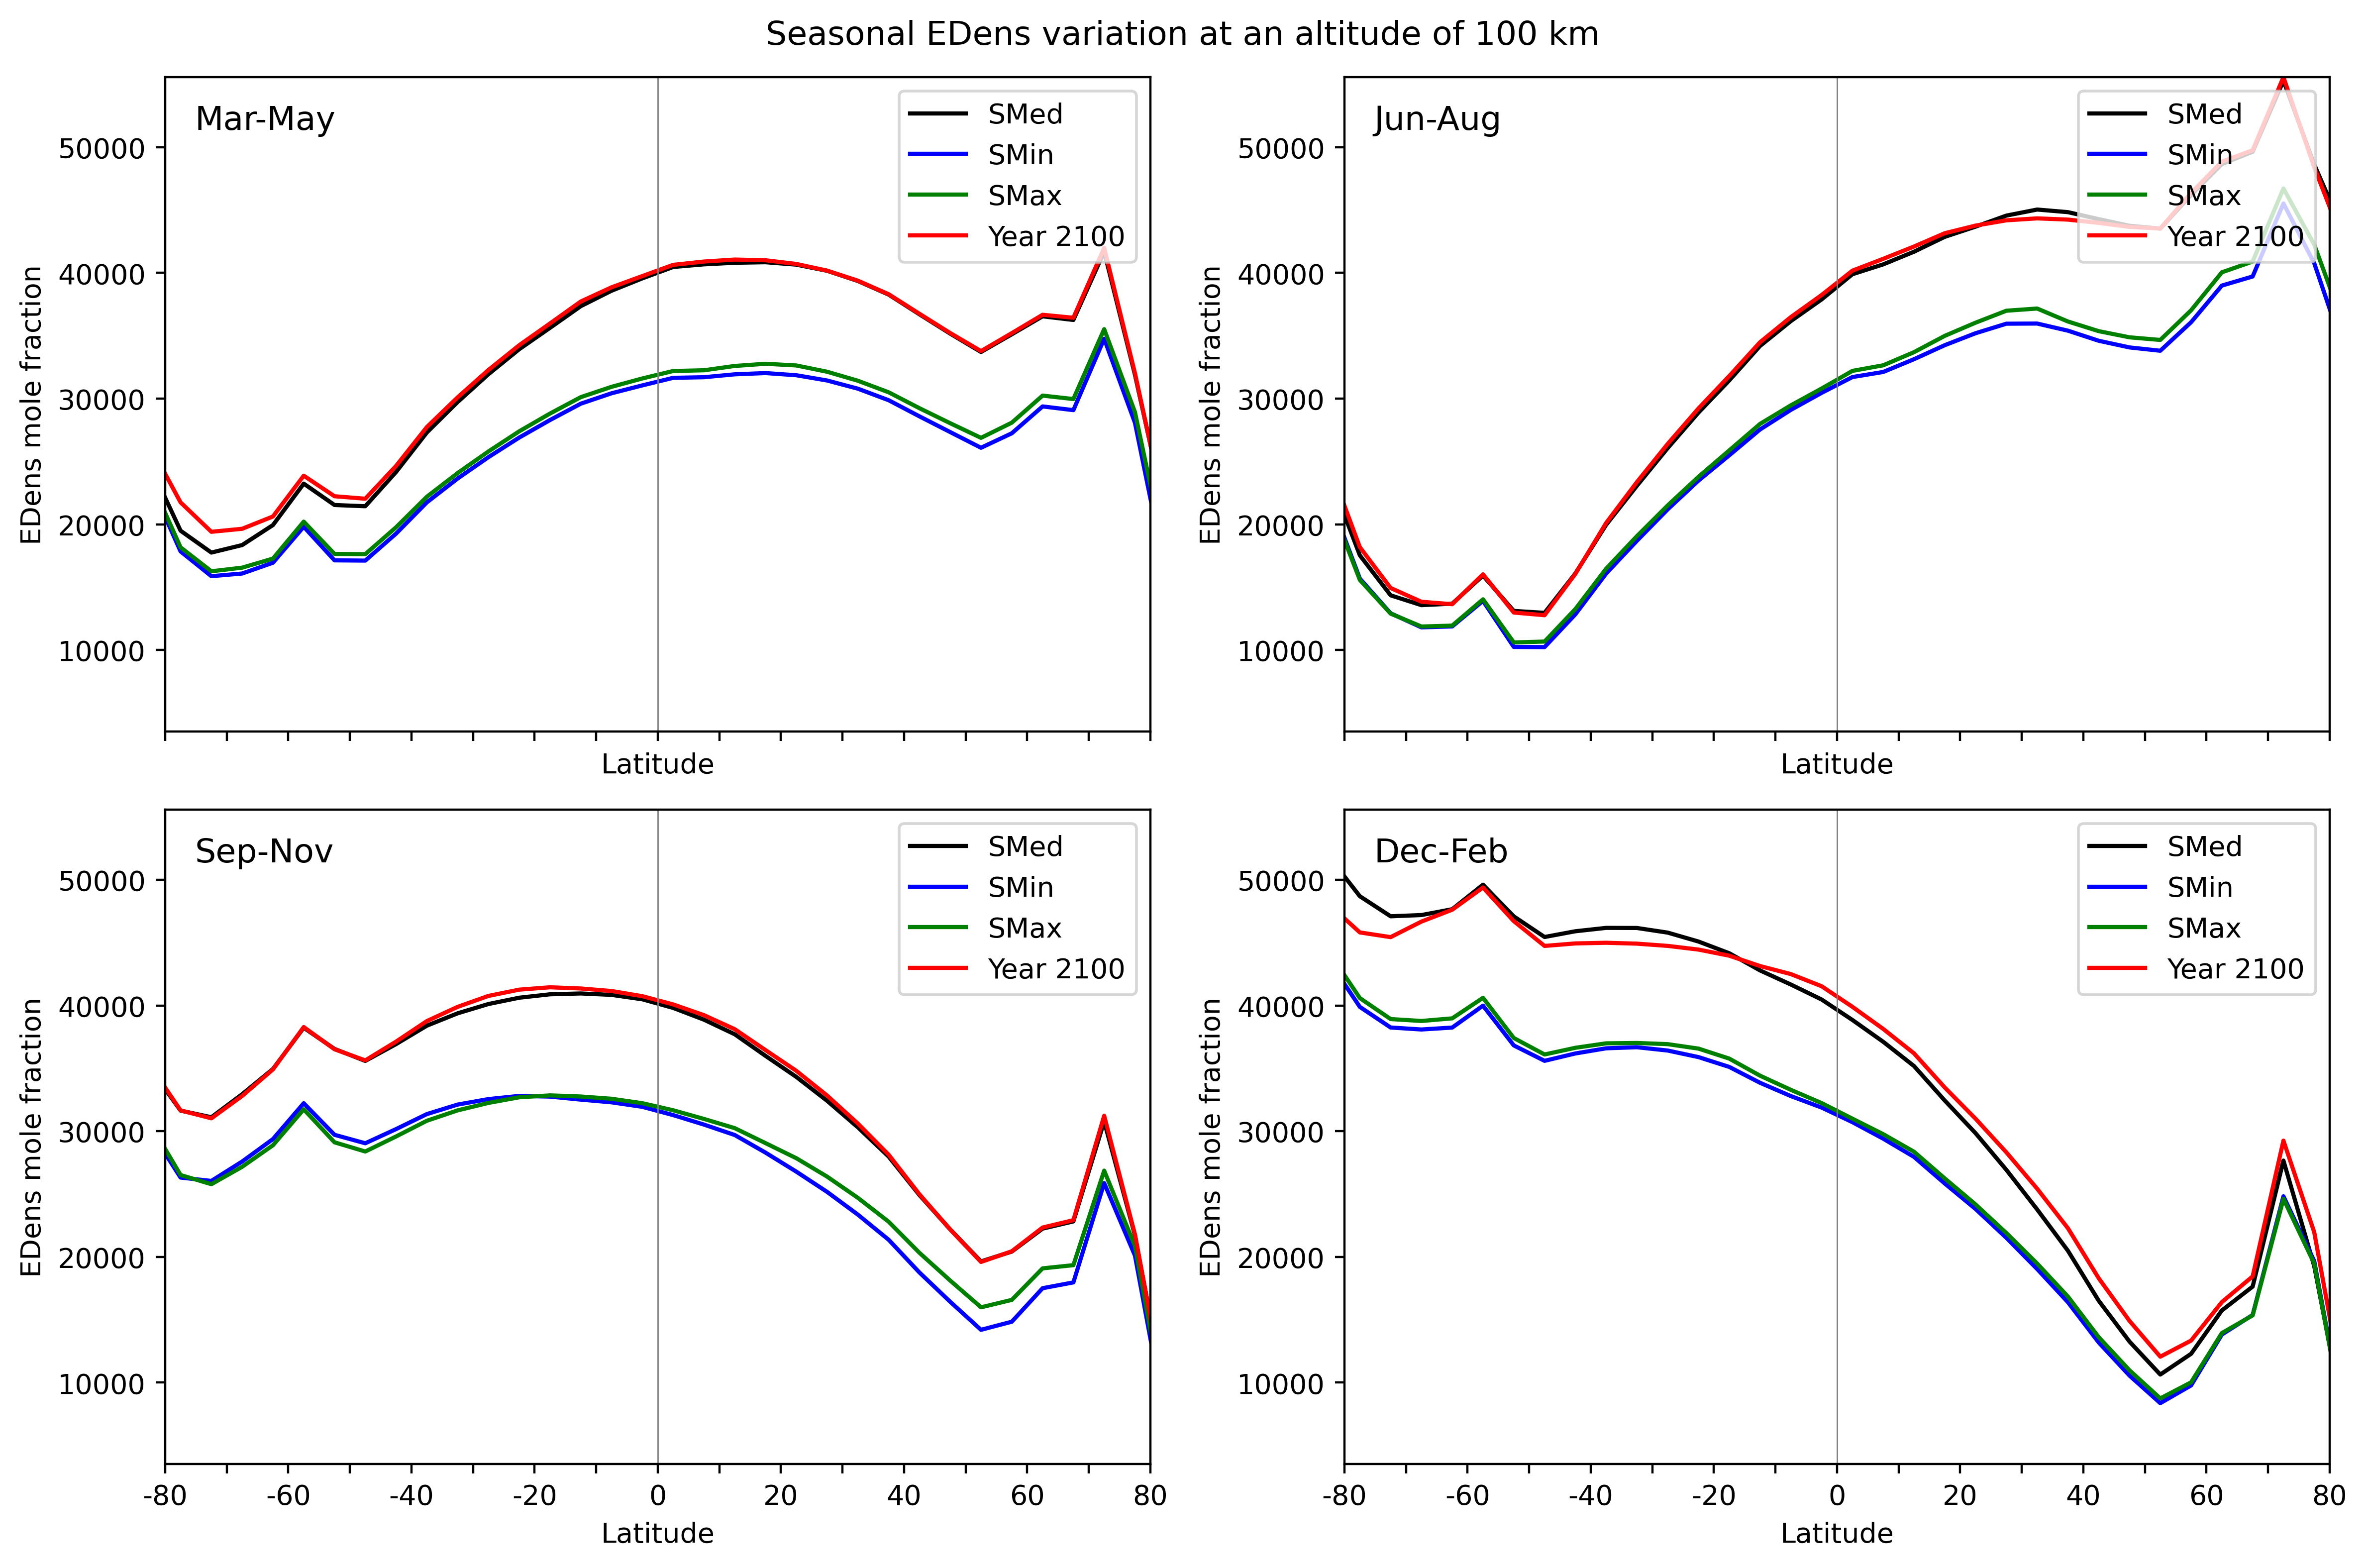 Seasonal EDens variation at an altitude of 100 km
Mar-May
SMed
SMin
SMax
Year 2100
50000
40000
30000
20000
10000
EDens mole fraction
Latitude
Jun-Aug
SMed
SMin
SMax
Year 2100
50000
40000
30000
20000
10000
EDens mole fraction
Latitude
Sep-Nov
SMed
SMin
SMax
Year 2100
50000
40000
30000
20000
10000
EDens mole fraction
-80 -60 -40 -20 0 20 40 60 80
Latitude
Dec-Feb
SMed
SMin
SMax
Year 2100
50000
40000
30000
20000
10000
EDens mole fraction
-80 -60 -40 -20 0 20 40 60 80
Latitude